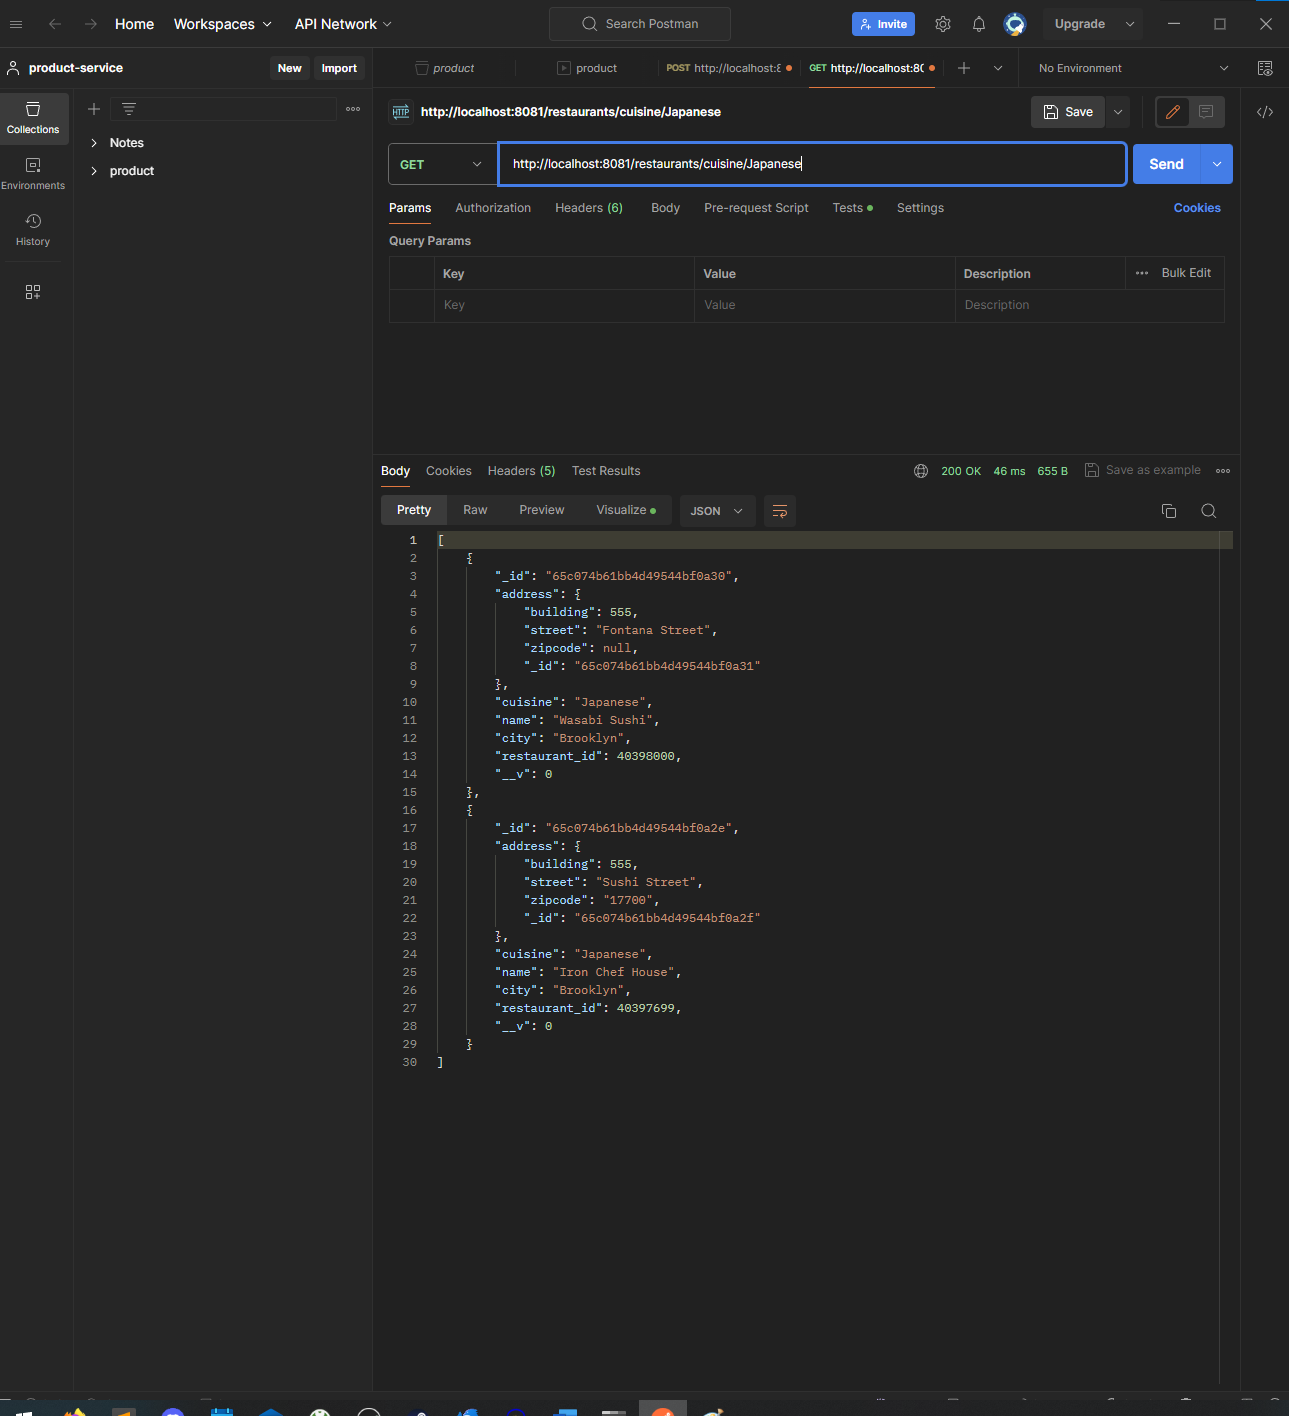 Home Workspaces API Network Search Postman Invite Upgrade
product-service New Import product product POST http://localhost:8 GET http://localhost:80 No Environment
Collections
Environments
History
Notes
product
HTTP http://localhost:8081/restaurants/cuisine/Japanese Save
GET http://localhost:8081/restaurants/cuisine/Japanese Send
Params Authorization Headers (6) Body Pre-request Script Tests Settings Cookies
Query Params
Key Value Description Bulk Edit
Key Value Description
Body Cookies Headers (5) Test Results 200 OK 46 ms 655 B Save as example
Pretty Raw Preview Visualize JSON
1 [
2 {
3 "_id": "65c074b61bb4d49544bf0a30",
4 "address": {
5 "building": 555,
6 "street": "Fontana Street",
7 "zipcode": null,
8 "_id": "65c074b61bb4d49544bf0a31"
9 },
10 "cuisine": "Japanese",
11 "name": "Wasabi Sushi",
12 "city": "Brooklyn",
13 "restaurant_id": 40398000,
14 "__v": 0
15 },
16 {
17 "_id": "65c074b61bb4d49544bf0a2e",
18 "address": {
19 "building": 555,
20 "street": "Sushi Street",
21 "zipcode": "17700",
22 "_id": "65c074b61bb4d49544bf0a2f"
23 },
24 "cuisine": "Japanese",
25 "name": "Iron Chef House",
26 "city": "Brooklyn",
27 "restaurant_id": 40397699,
28 "__v": 0
29 }
30 ]